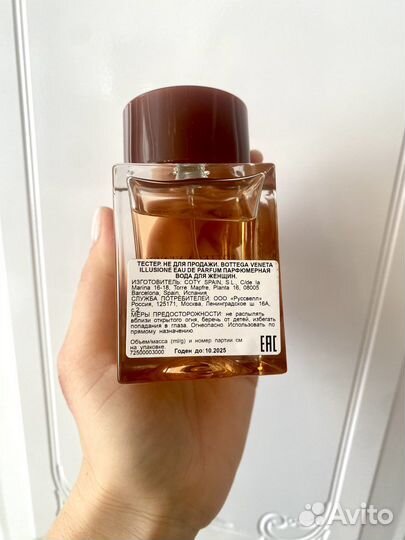 ТЕСТЕР. НЕ ДЛЯ ПРОДАЖИ. BOTTEGA VENETA
ILLUSIONE EAU DE PARFUM ПАРФЮМЕРНАЯ
ВОДА ДЛЯ ЖЕНЩИН.
ИЗГОТОВИТЕЛЬ: COTY SPAIN, S.L., C/de la
Marina 16-18, Torre Mapfre, Planta 18, 08005
Barcelona, Spain, Испания
СЛУЖБА ПОТРЕБИТЕЛЕЙ: ООО «Руссвелл»
Россия, 125171, Москва, Ленинградское ш 16А,
с.2
МЕРЫ ПРЕДОСТОРОЖНОСТИ: не распылять
вблизи открытого огня, беречь от детей, избегать
попадания в глаза. Огнеопасно. Использовать по
прямому назначению.
Объем/масса (ml/g) и номер партии см.
на упаковке.
72500003000 Годен до: 10.2025
EAC
Avito